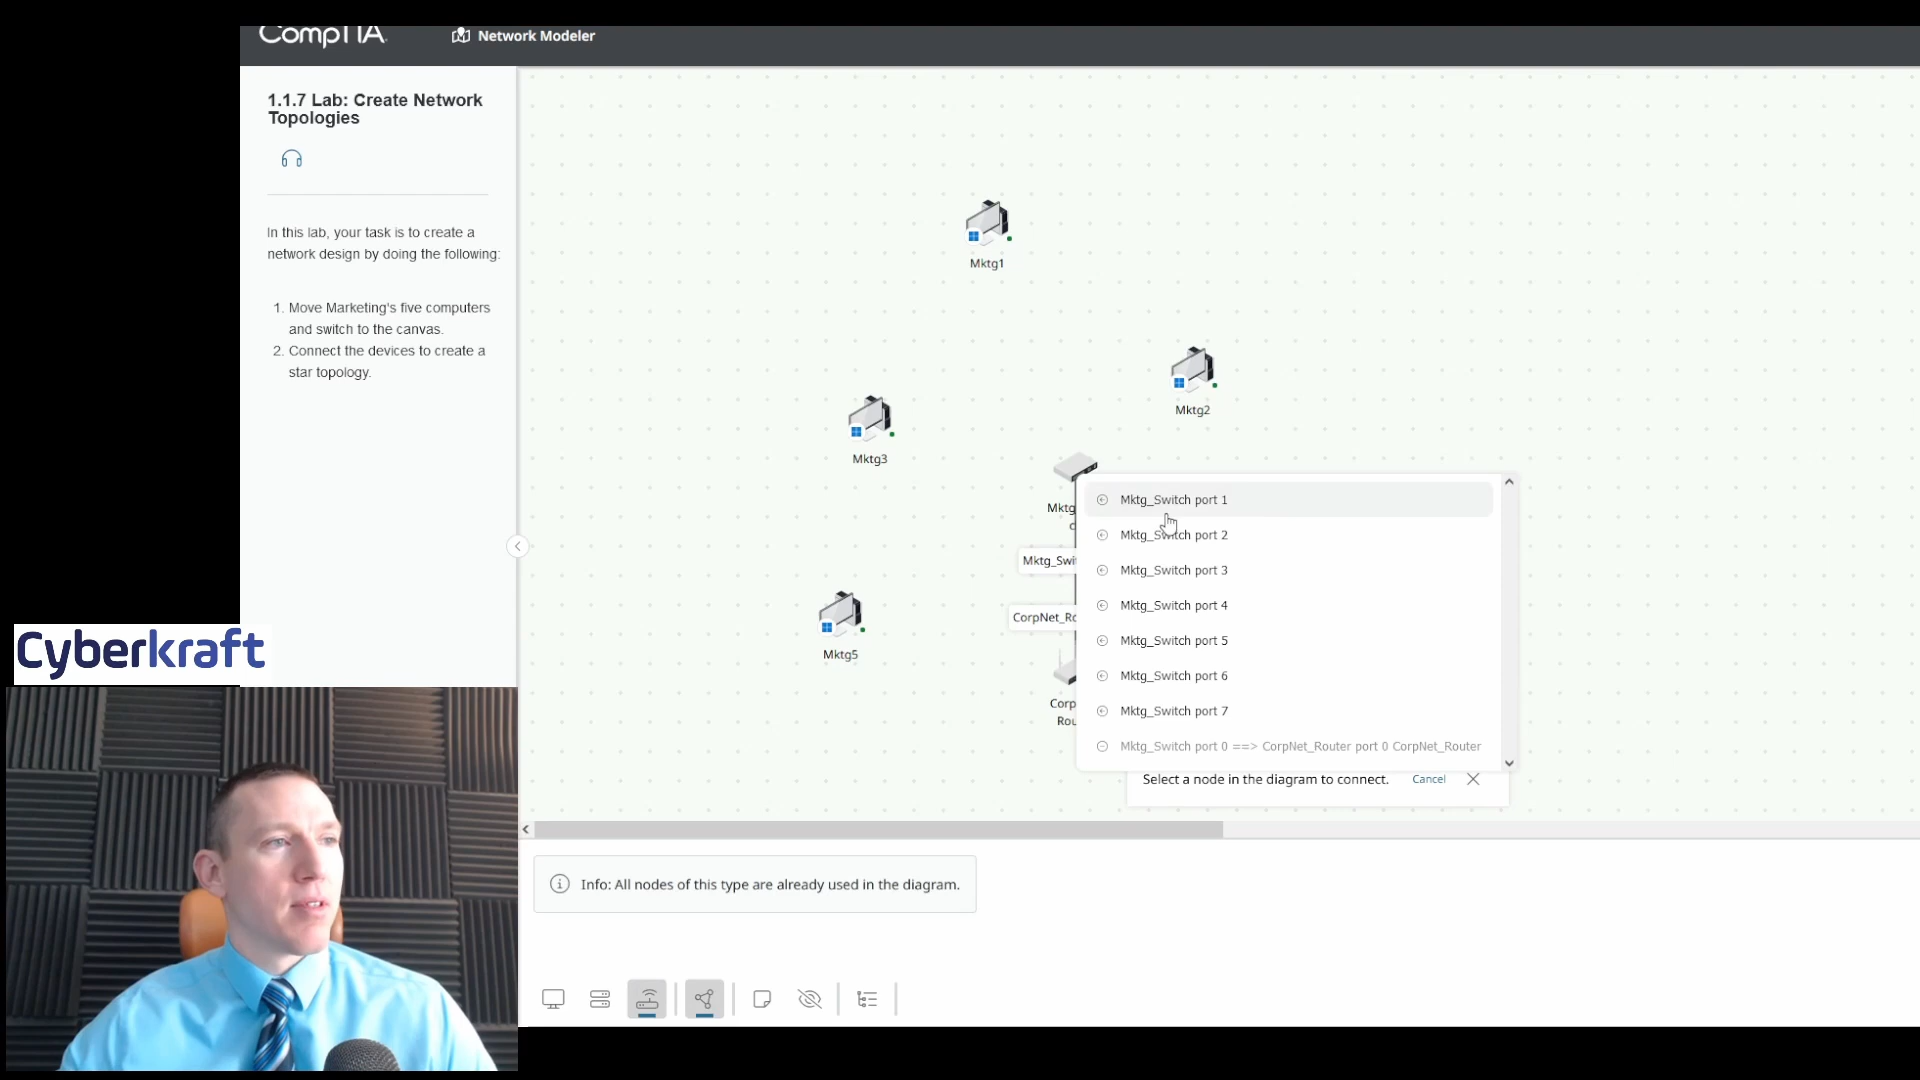 CompTIA
Network Modeler
1.1.7 Lab: Create Network
Topologies
In this lab, your task is to create a
network design by doing the following:
1. Move Marketing's five computers
and switch to the canvas.
2. Connect the devices to create a
star topology.
Cyberkraft
Mktg1
Mktg2
Mktg3
Mktg5
Mktg
Mktg_Swi
CorpNet_Ro
Corp
Rou
Mktg_Switch port 1
Mktg_Switch port 2
Mktg_Switch port 3
Mktg_Switch port 4
Mktg_Switch port 5
Mktg_Switch port 6
Mktg_Switch port 7
Mktg_Switch port 0 ==> CorpNet_Router port 0 CorpNet_Router
Select a node in the diagram to connect. Cancel
Info: All nodes of this type are already used in the diagram.